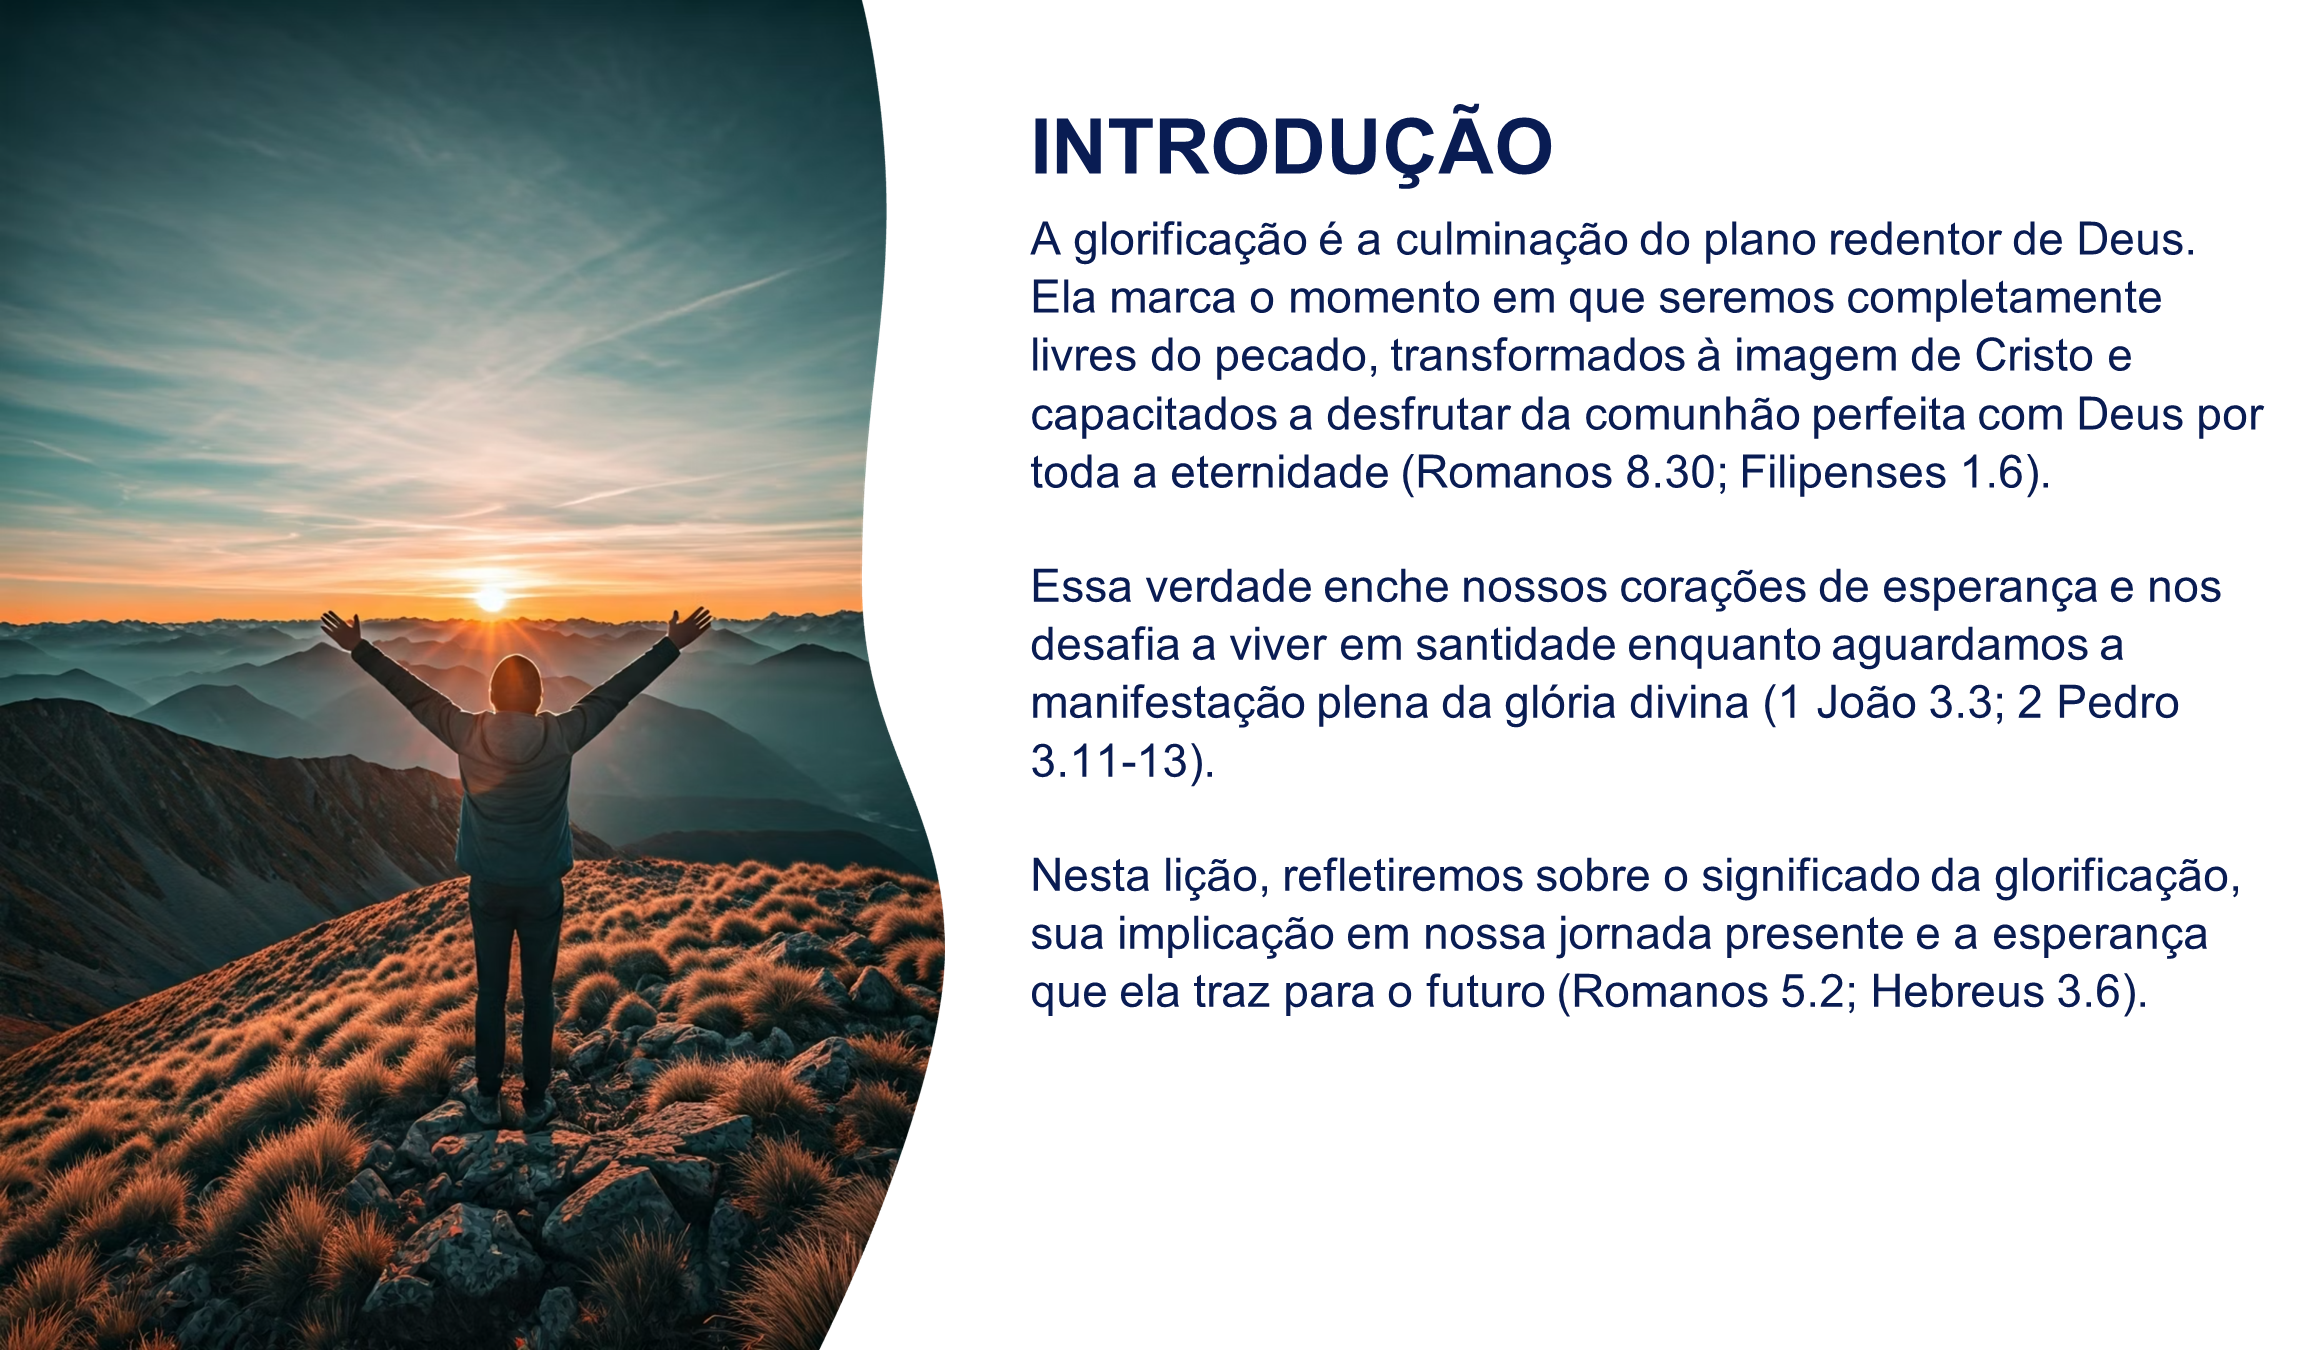 INTRODUÇÃO
A glorificação é a culminação do plano redentor de Deus.
Ela marca o momento em que seremos completamente
livres do pecado, transformados à imagem de Cristo e
capacitados a desfrutar da comunhão perfeita com Deus por
toda a eternidade (Romanos 8.30; Filipenses 1.6).
Essa verdade enche nossos corações de esperança e nos
desafia a viver em santidade enquanto aguardamos a
manifestação plena da glória divina (1 João 3.3; 2 Pedro
3.11-13).
Nesta lição, refletiremos sobre o significado da glorificação,
sua implicação em nossa jornada presente e a esperança
que ela traz para o futuro (Romanos 5.2; Hebreus 3.6).